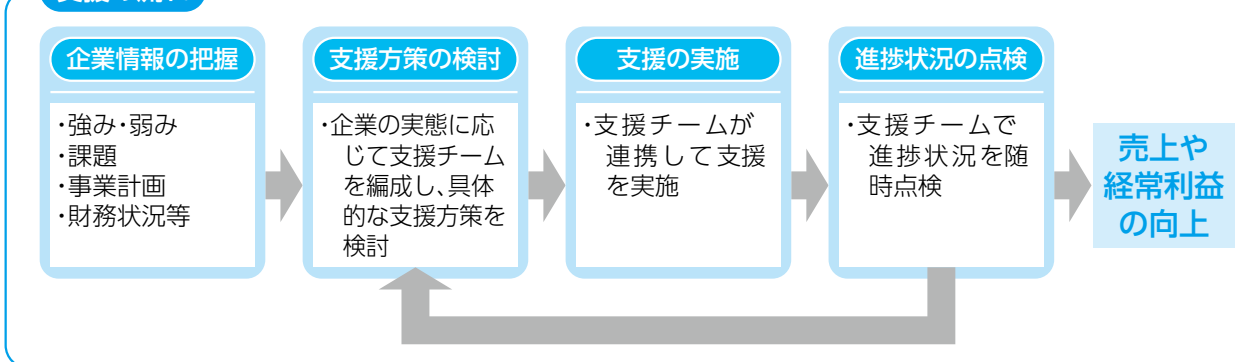 企業情報の把握
・強み・弱み
・課題
・事業計画
・財務状況等
支援方策の検討
・企業の実態に応
じて支援チーム
を編成し、具体
的な支援方策を
検討
支援の実施
・支援チームが
連携して支援
を実施
進捗状況の点検
・支援チームで
進捗状況を随
時点検
売上や
経常利益
の向上